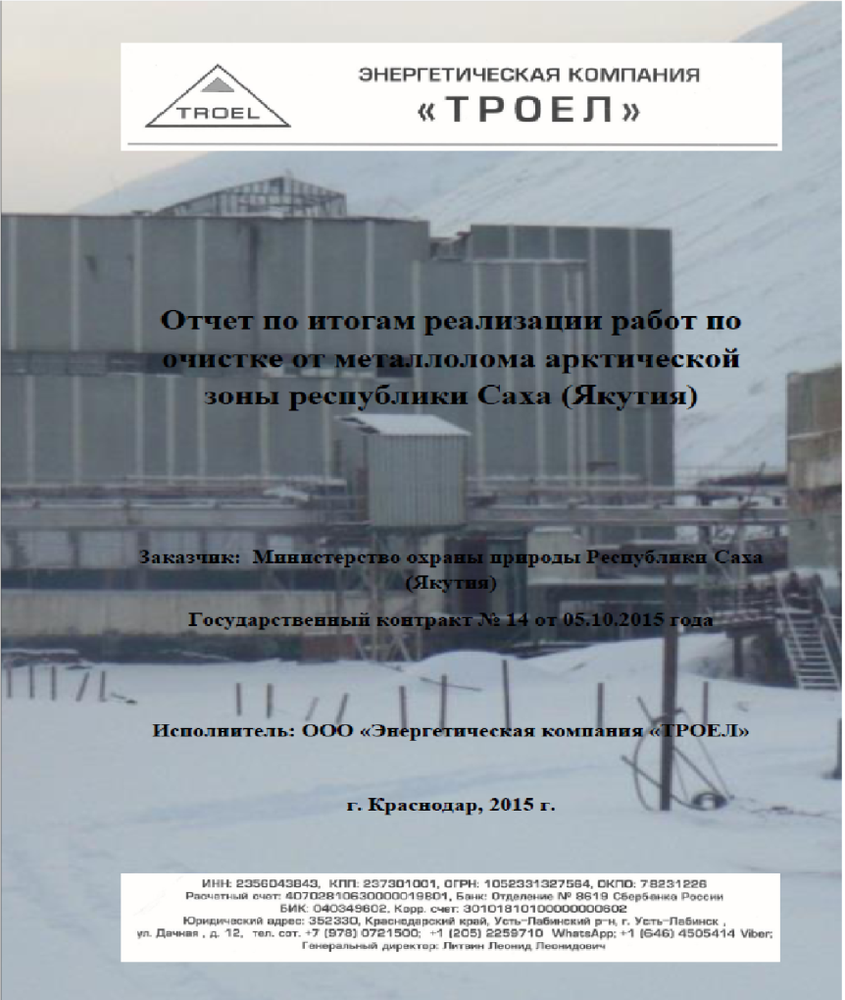 ЭНЕРГЕТИЧЕСКАЯ КОМПАНИЯ
TROEL
«ТРОЕЛ»
Отчет по итогам реализации работ по
очистке от металлолома арктической
зоны республики Саха (Якутия)
Заказчик: Министерство охраны природы Республики Саха
(Якутия)
Государственный контракт № 14 от 05.10.2015 года
Исполнитель: ООО «Энергетическая компания «ТРОЕЛ»
г. Краснодар, 2015 г.
ИНН: 2356043843, КПП: 237301001, ОГРН: 1052331327564, ОКПО: 78231226
Расчетный счет: 40702810630000019801, Банк: Отделение № 8619 Сбербанка России
БИК: 040349602, Корр. счет: 30101810100000000602
Юридический адрес: 352330, Краснодарский край, Усть-Лабинский р-н, г. Усть-Лабинск ,
ул. Дачная , д. 12, тел. сот. +7 (978) 0721500; +1 (205) 2259710 WhatsApp; +1 (646) 4505414 Viber;
Генеральный директор: Литвин Леонид Леонидович